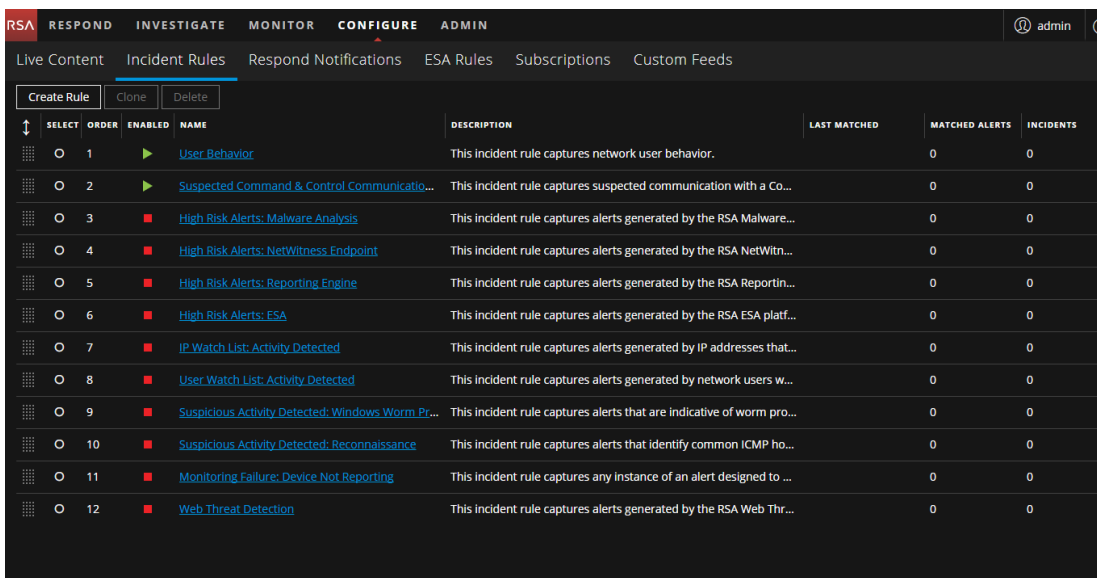 RSA RESPOND INVESTIGATE MONITOR CONFIGURE ADMIN admin
Live Content Incident Rules Respond Notifications ESA Rules Subscriptions Custom Feeds
Create Rule Clone Delete
SELECT ORDER ENABLED NAME DESCRIPTION LAST MATCHED MATCHED ALERTS INCIDENTS
1 User Behavior This incident rule captures network user behavior. 0 0
2 Suspected Command & Control Communicatio... This incident rule captures suspected communication with a Co... 0 0
3 High Risk Alerts: Malware Analysis This incident rule captures alerts generated by the RSA Malware... 0 0
4 High Risk Alerts: NetWitness Endpoint This incident rule captures alerts generated by the RSA NetWitn... 0 0
5 High Risk Alerts: Reporting Engine This incident rule captures alerts generated by the RSA Reportin... 0 0
6 High Risk Alerts: ESA This incident rule captures alerts generated by the RSA ESA platf... 0 0
7 IP Watch List: Activity Detected This incident rule captures alerts generated by IP addresses that... 0 0
8 User Watch List: Activity Detected This incident rule captures alerts generated by network users w... 0 0
9 Suspicious Activity Detected: Windows Worm Pr... This incident rule captures alerts that are indicative of worm pro... 0 0
10 Suspicious Activity Detected: Reconnaissance This incident rule captures alerts that identify common ICMP ho... 0 0
11 Monitoring Failure: Device Not Reporting This incident rule captures any instance of an alert designed to ... 0 0
12 Web Threat Detection This incident rule captures alerts generated by the RSA Web Thr... 0 0